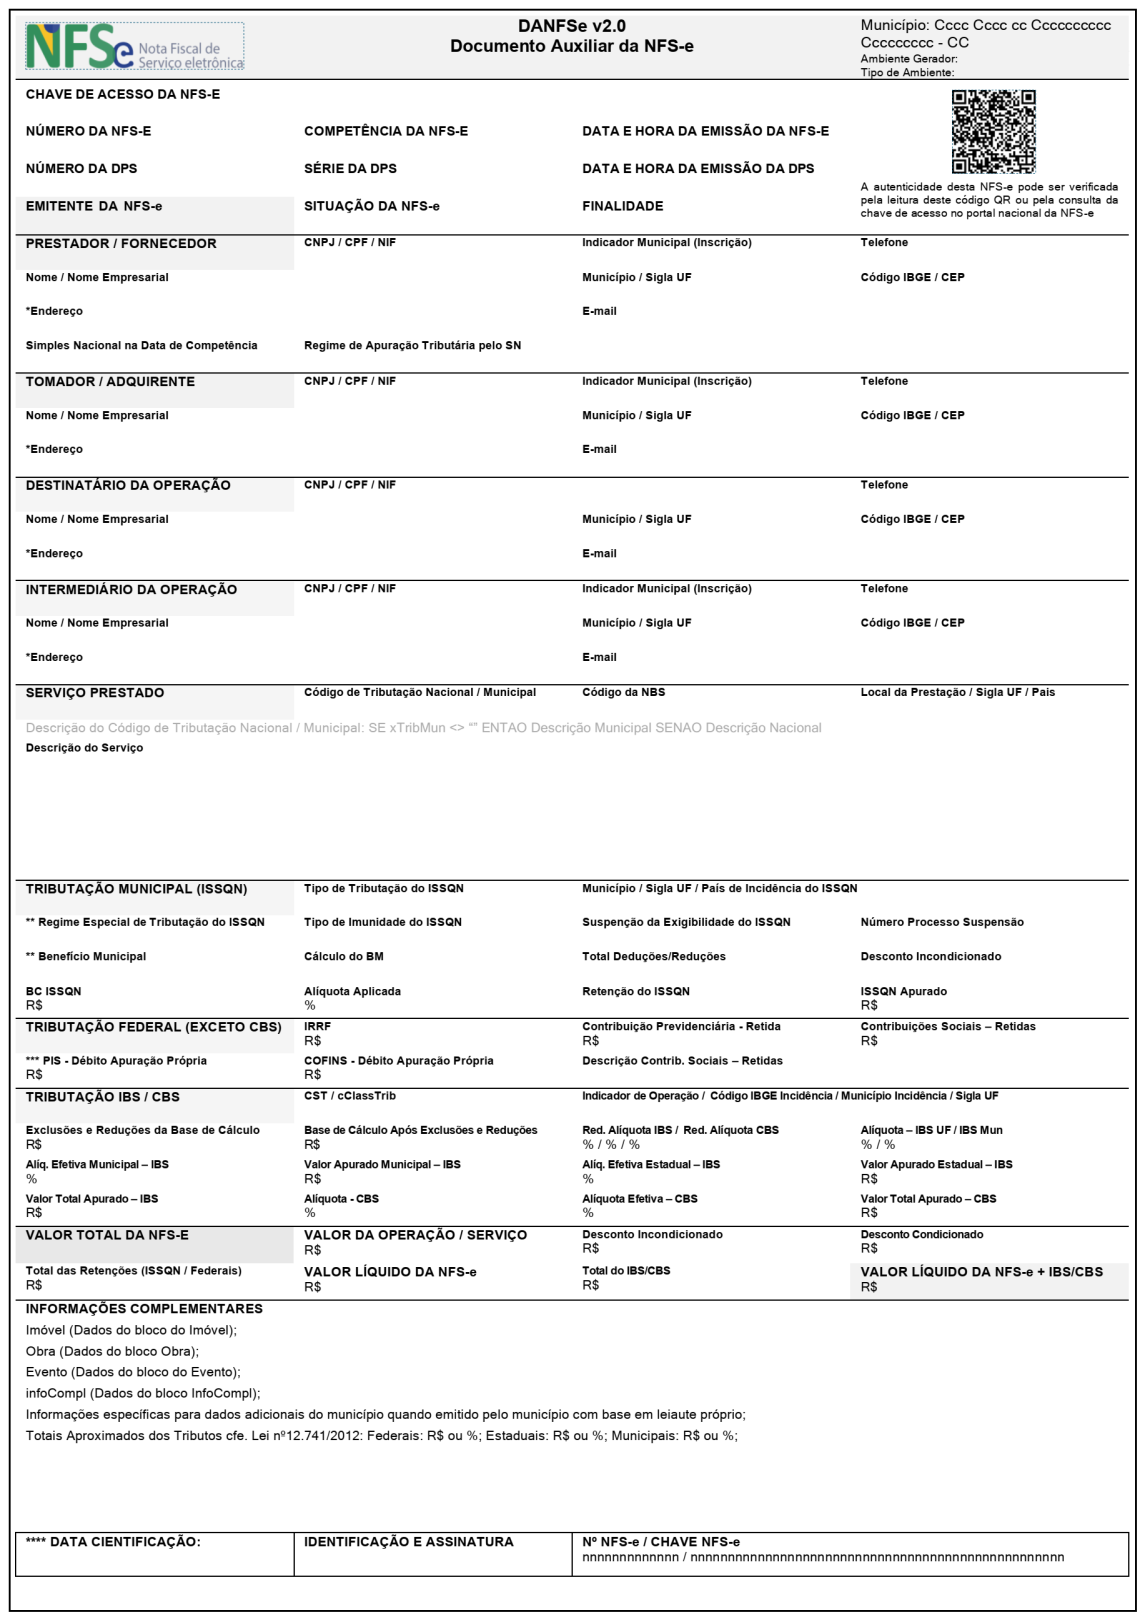 NFSe Nota Fiscal de
Serviço eletrônica
DANFSe v2.0
Documento Auxiliar da NFS-e
Município: Cccc Cccc cc Cccccccccc
Ccccccccc - CC
Ambiente Gerador:
Tipo de Ambiente:
CHAVE DE ACESSO DA NFS-E
NÚMERO DA NFS-E COMPETÊNCIA DA NFS-E DATA E HORA DA EMISSÃO DA NFS-E
NÚMERO DA DPS SÉRIE DA DPS DATA E HORA DA EMISSÃO DA DPS
A autenticidade desta NFS-e pode ser verificada
pela leitura deste código QR ou pela consulta da
chave de acesso no portal nacional da NFS-e
EMITENTE DA NFS-e SITUAÇÃO DA NFS-e FINALIDADE
PRESTADOR / FORNECEDOR CNPJ / CPF / NIF Indicador Municipal (Inscrição) Telefone
Nome / Nome Empresarial Município / Sigla UF Código IBGE / CEP
*Endereço E-mail
Simples Nacional na Data de Competência Regime de Apuração Tributária pelo SN
TOMADOR / ADQUIRENTE CNPJ / CPF / NIF Indicador Municipal (Inscrição) Telefone
Nome / Nome Empresarial Município / Sigla UF Código IBGE / CEP
*Endereço E-mail
DESTINATÁRIO DA OPERAÇÃO CNPJ / CPF / NIF Telefone
Nome / Nome Empresarial Município / Sigla UF Código IBGE / CEP
*Endereço E-mail
INTERMEDIÁRIO DA OPERAÇÃO CNPJ / CPF / NIF Indicador Municipal (Inscrição) Telefone
Nome / Nome Empresarial Município / Sigla UF Código IBGE / CEP
*Endereço E-mail
SERVIÇO PRESTADO Código de Tributação Nacional / Municipal Código da NBS Local da Prestação / Sigla UF / Pais
Descrição do Código de Tributação Nacional / Municipal: SE xTribMun <> “” ENTAO Descrição Municipal SENAO Descrição Nacional
Descrição do Serviço
TRIBUTAÇÃO MUNICIPAL (ISSQN) Tipo de Tributação do ISSQN Município / Sigla UF / País de Incidência do ISSQN
** Regime Especial de Tributação do ISSQN Tipo de Imunidade do ISSQN Suspenção da Exigibilidade do ISSQN Número Processo Suspensão
** Benefício Municipal Cálculo do BM Total Deduções/Reduções Desconto Incondicionado
BC ISSQN Alíquota Aplicada Retenção do ISSQN ISSQN Apurado
R$ % R$
TRIBUTAÇÃO FEDERAL (EXCETO CBS) IRRF Contribuição Previdenciária - Retida Contribuições Sociais – Retidas
R$ R$ R$
*** PIS - Débito Apuração Própria COFINS - Débito Apuração Própria Descrição Contrib. Sociais – Retidas
R$ R$
TRIBUTAÇÃO IBS / CBS CST / cClassTrib Indicador de Operação / Código IBGE Incidência / Município Incidência / Sigla UF
Exclusões e Reduções da Base de Cálculo Base de Cálculo Após Exclusões e Reduções Red. Alíquota IBS / Red. Alíquota CBS Alíquota – IBS UF / IBS Mun
R$ R$ % / % / % % / %
Alíq. Efetiva Municipal – IBS Valor Apurado Municipal – IBS Alíq. Efetiva Estadual – IBS Valor Apurado Estadual – IBS
% R$ % R$
Valor Total Apurado – IBS Alíquota - CBS Alíquota Efetiva – CBS Valor Total Apurado – CBS
R$ % % R$
VALOR TOTAL DA NFS-E VALOR DA OPERAÇÃO / SERVIÇO Desconto Incondicionado Desconto Condicionado
R$ R$ R$
Total das Retenções (ISSQN / Federais) VALOR LÍQUIDO DA NFS-e Total do IBS/CBS VALOR LÍQUIDO DA NFS-e + IBS/CBS
R$ R$ R$ R$
INFORMAÇÕES COMPLEMENTARES
Imóvel (Dados do bloco do Imóvel);
Obra (Dados do bloco Obra);
Evento (Dados do bloco do Evento);
infoCompl (Dados do bloco InfoCompl);
Informações específicas para dados adicionais do município quando emitido pelo município com base em leiaute próprio;
Totais Aproximados dos Tributos cfe. Lei nº12.741/2012: Federais: R$ ou %; Estaduais: R$ ou %; Municipais: R$ ou %;
**** DATA CIENTIFICAÇÃO: IDENTIFICAÇÃO E ASSINATURA Nº NFS-e / CHAVE NFS-e
nnnnnnnnnnnnn / nnnnnnnnnnnnnnnnnnnnnnnnnnnnnnnnnnnnnnnnnnnnnnnnnn